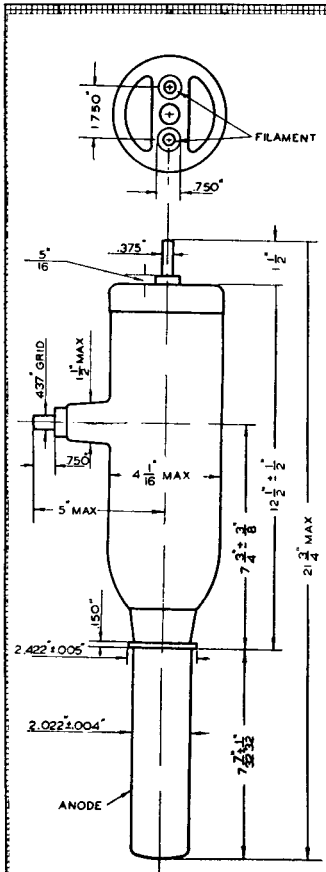 1.750"
FILAMENT
.750"
.375"
5"
16
1 1/2"
.437" GRID
1 1/2" MAX
.750"
4 1/16" MAX
5" MAX
7 3/4" ± 3/8"
12 1/2" ± 1/2"
21 3/4" MAX
.150"
2.422"±.005"
2.022"±.004"
7 7/32" ± 1/32"
ANODE